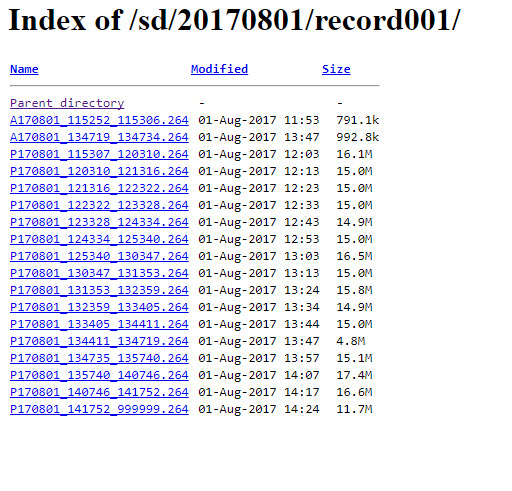 Index of /sd/20170801/record001/
Name Modified Size
Parent directory - -
A170801_115252_115306.264 01-Aug-2017 11:53 791.1k
A170801_134719_134734.264 01-Aug-2017 13:47 992.8k
P170801_115307_120310.264 01-Aug-2017 12:03 16.1M
P170801_120310_121316.264 01-Aug-2017 12:13 15.0M
P170801_121316_122322.264 01-Aug-2017 12:23 15.0M
P170801_122322_123328.264 01-Aug-2017 12:33 15.0M
P170801_123328_124334.264 01-Aug-2017 12:43 14.9M
P170801_124334_125340.264 01-Aug-2017 12:53 15.0M
P170801_125340_130347.264 01-Aug-2017 13:03 16.5M
P170801_130347_131353.264 01-Aug-2017 13:13 15.0M
P170801_131353_132359.264 01-Aug-2017 13:24 15.8M
P170801_132359_133405.264 01-Aug-2017 13:34 14.9M
P170801_133405_134411.264 01-Aug-2017 13:44 15.0M
P170801_134411_134719.264 01-Aug-2017 13:47 4.8M
P170801_134735_135740.264 01-Aug-2017 13:57 15.1M
P170801_135740_140746.264 01-Aug-2017 14:07 17.4M
P170801_140746_141752.264 01-Aug-2017 14:17 16.6M
P170801_141752_999999.264 01-Aug-2017 14:24 11.7M